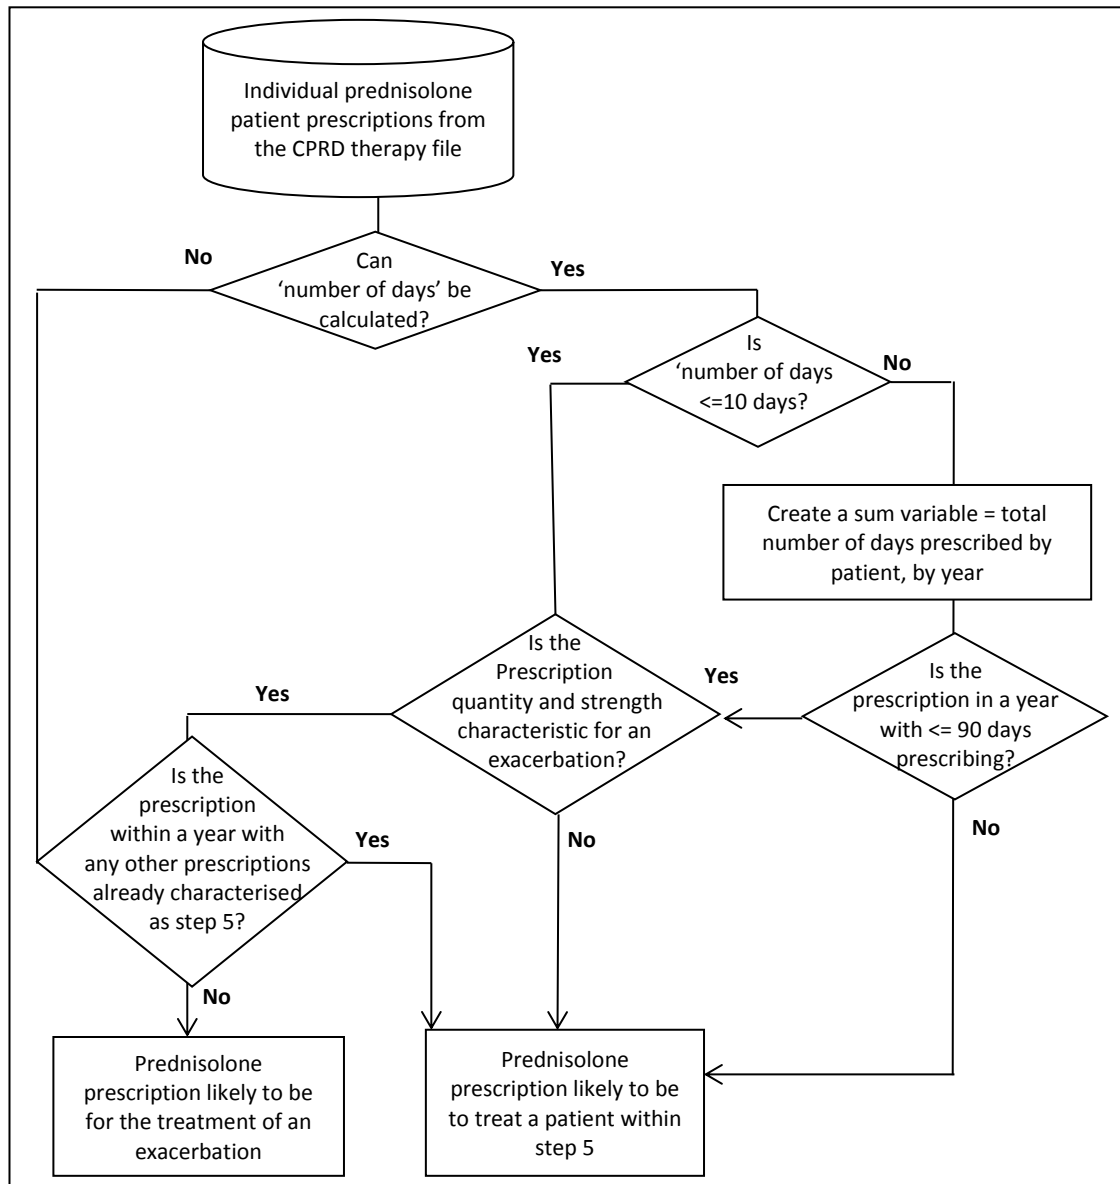 Individual prednisolone
patient prescriptions from
the CPRD therapy file
No
Can
‘number of days’ be
calculated?
Yes
Yes
Is
‘number of days
<=10 days?
No
Create a sum variable = total
number of days prescribed by
patient, by year
Is the
Prescription
quantity and strength
characteristic for an
exacerbation?
Yes
Yes
Is the
prescription in a year
with <= 90 days
prescribing?
Is the
prescription
within a year with
any other prescriptions
already characterised
as step 5?
Yes
No
No
No
Prednisolone
prescription likely to be
for the treatment of an
exacerbation
Prednisolone
prescription likely to be
to treat a patient within
step 5